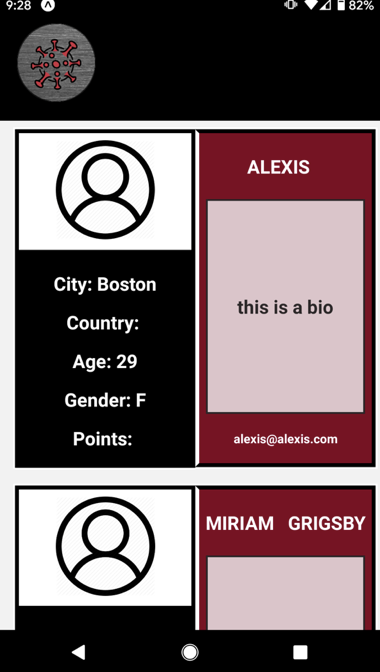 9:28
82%
ALEXIS
City: Boston
Country:
Age: 29
Gender: F
Points:
this is a bio
alexis@alexis.com
MIRIAM GRIGSBY